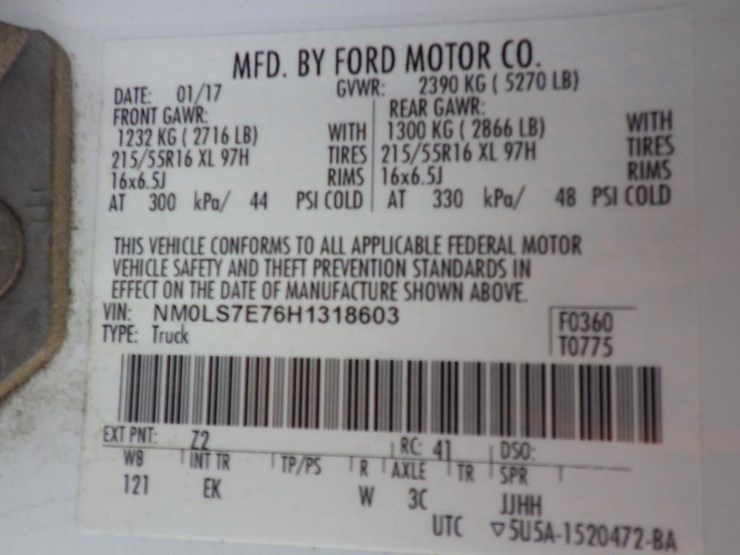 MFD. BY FORD MOTOR CO.
DATE: 01/17 GVWR: 2390 KG ( 5270 LB)
FRONT GAWR: REAR GAWR:
1232 KG ( 2716 LB) WITH 1300 KG ( 2866 LB) WITH
215/55R16 XL 97H TIRES 215/55R16 XL 97H TIRES
16x6.5J RIMS 16x6.5J RIMS
AT 300 kPa/ 44 PSI COLD AT 330 kPa/ 48 PSI COLD
THIS VEHICLE CONFORMS TO ALL APPLICABLE FEDERAL MOTOR
VEHICLE SAFETY AND THEFT PREVENTION STANDARDS IN
EFFECT ON THE DATE OF MANUFACTURE SHOWN ABOVE.
VIN: NM0LS7E76H1318603 F0360
TYPE: Truck T0775
EXT PNT: Z2 RC: 41 DSO:
WB INT TR TP/PS R AXLE TR SPR
121 EK W 3C JJHH
UTC ▽5U5A-1520472-BA